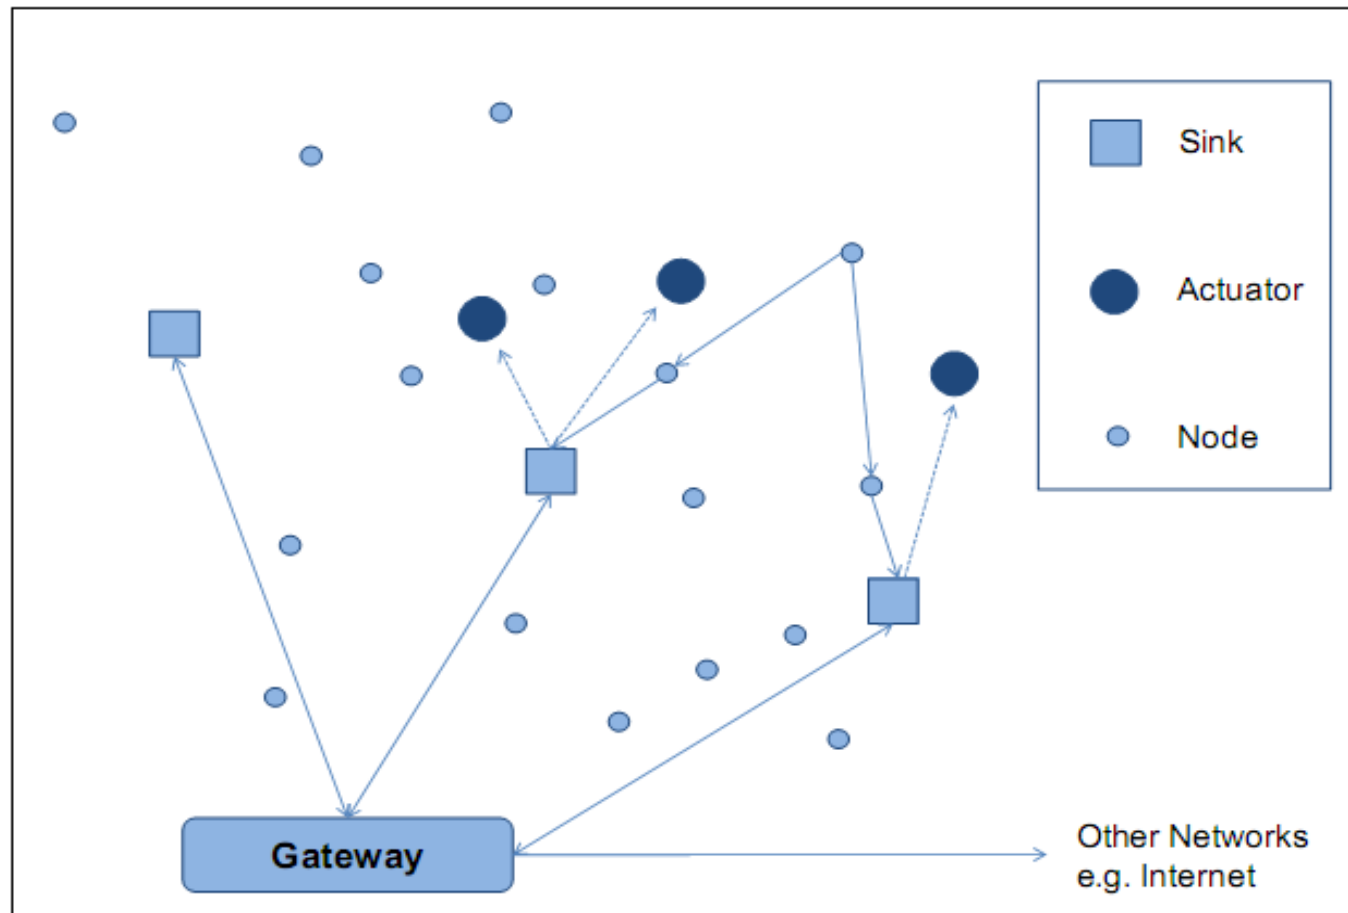 Sink
Actuator
Node
Gateway
Other Networks
e.g. Internet